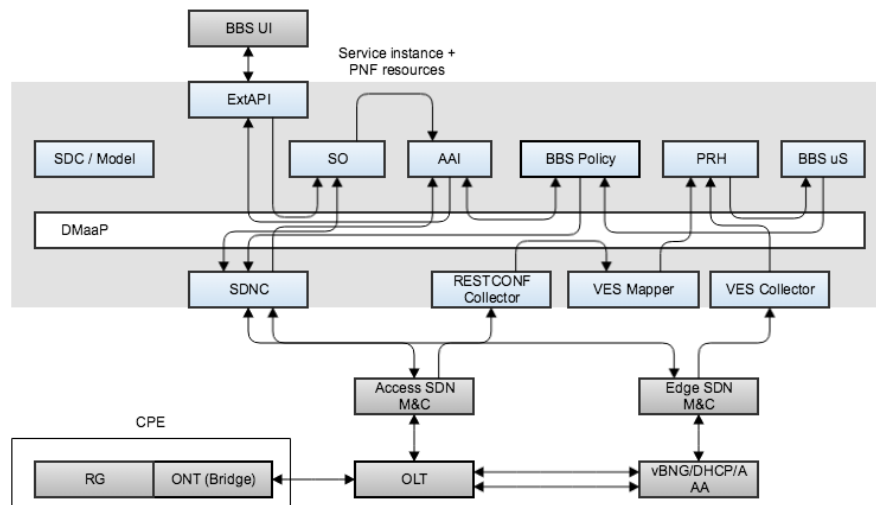 BBS UI
Service instance +
PNF resources
ExtAPI
SDC / Model
SO
AAI
BBS Policy
PRH
BBS uS
DMaaP
SDNC
RESTCONF
Collector
VES Mapper
VES Collector
Access SDN
M&C
Edge SDN
M&C
CPE
RG
ONT (Bridge)
OLT
vBNG/DHCP/A
AA